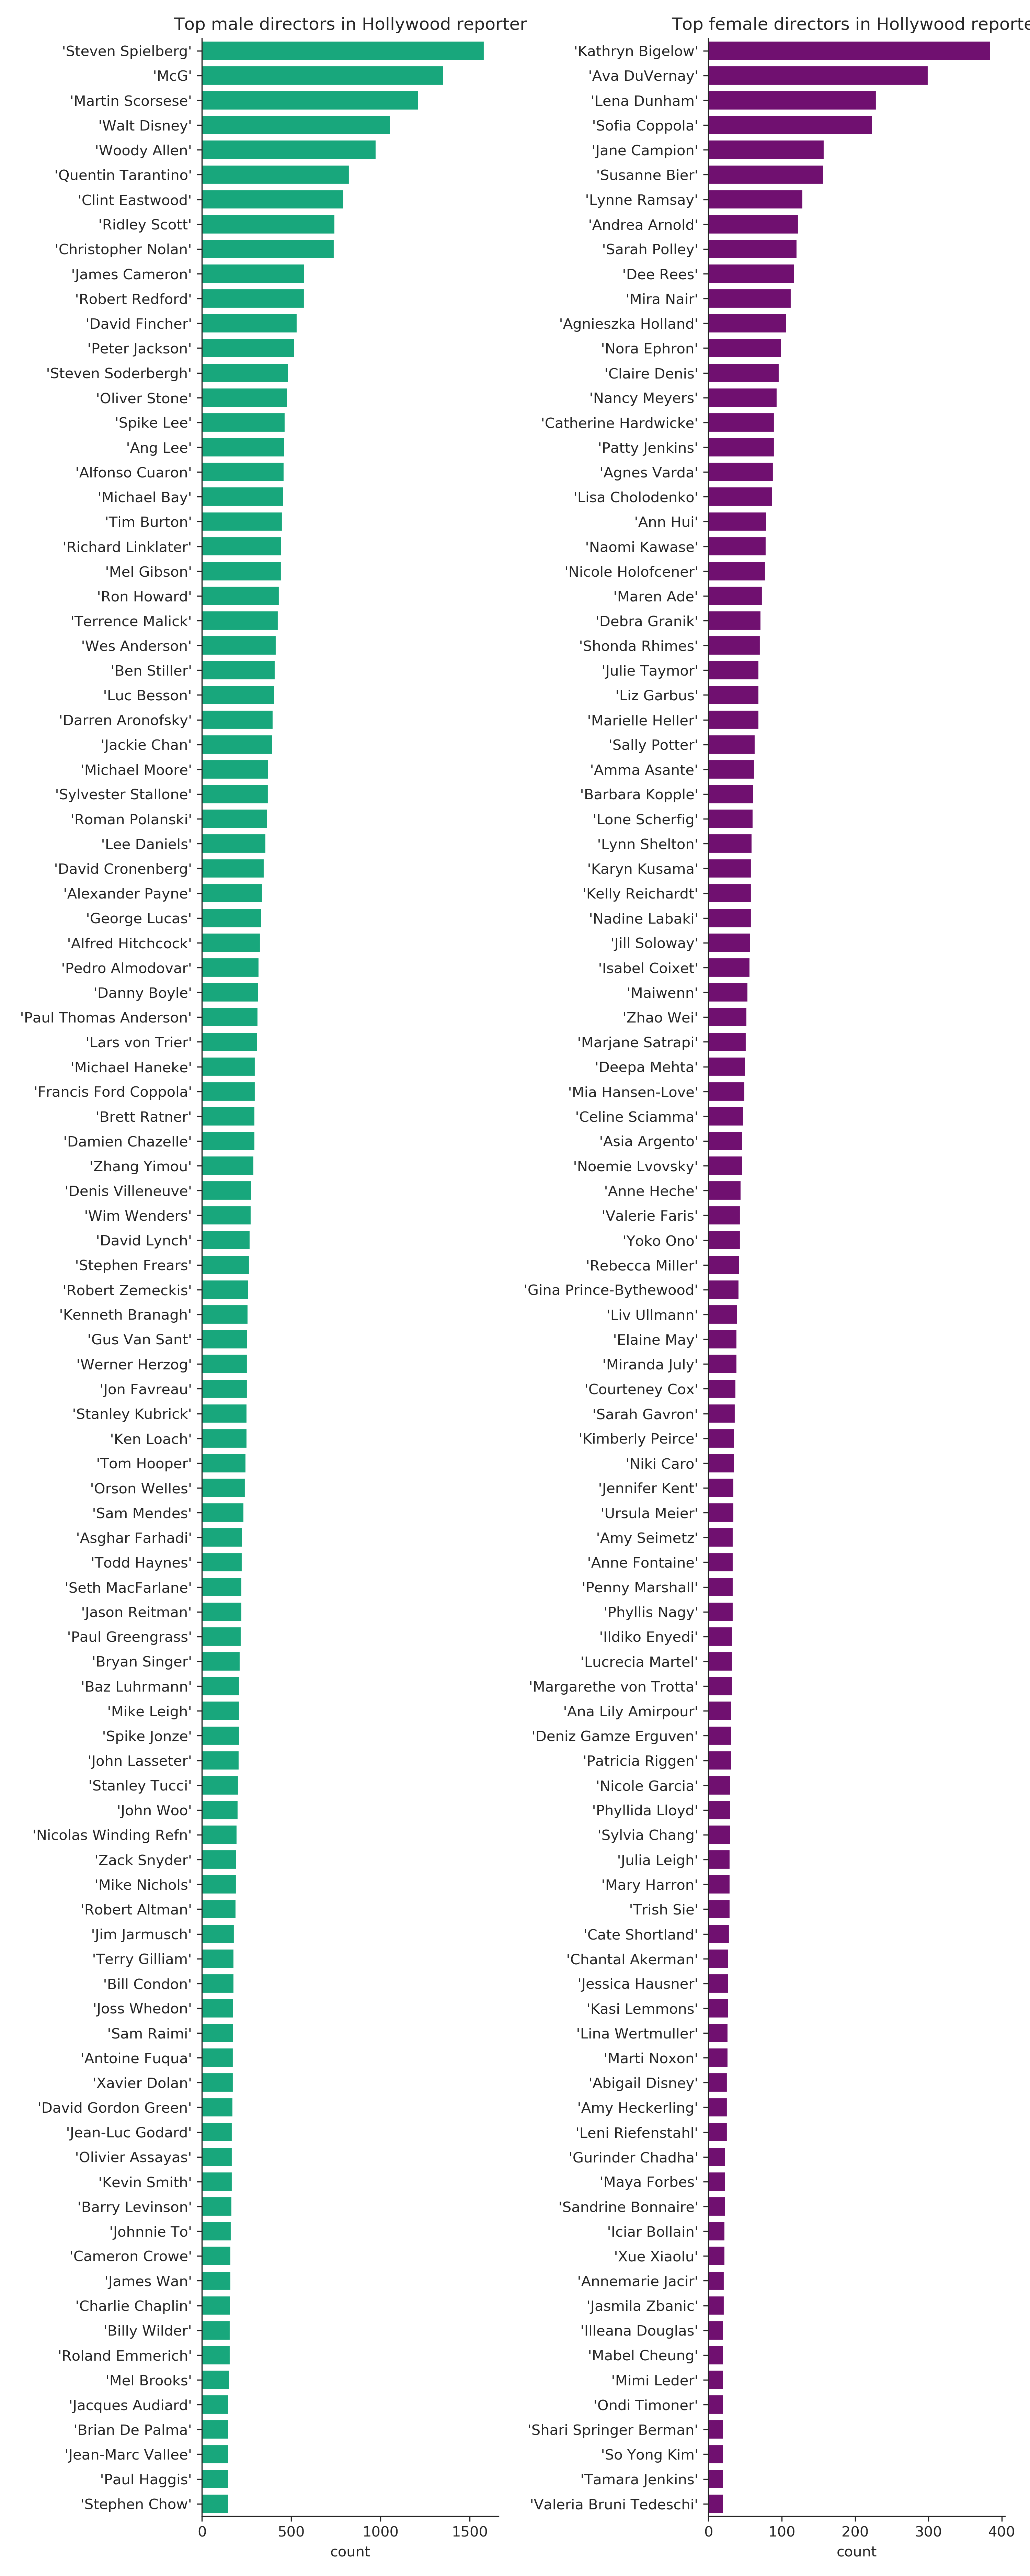 Top male directors in Hollywood reporter
'Steven Spielberg'
'McG'
'Martin Scorsese'
'Walt Disney'
'Woody Allen'
'Quentin Tarantino'
'Clint Eastwood'
'Ridley Scott'
'Christopher Nolan'
'James Cameron'
'Robert Redford'
'David Fincher'
'Peter Jackson'
'Steven Soderbergh'
'Oliver Stone'
'Spike Lee'
'Ang Lee'
'Alfonso Cuaron'
'Michael Bay'
'Tim Burton'
'Richard Linklater'
'Mel Gibson'
'Ron Howard'
'Terrence Malick'
'Wes Anderson'
'Ben Stiller'
'Luc Besson'
'Darren Aronofsky'
'Jackie Chan'
'Michael Moore'
'Sylvester Stallone'
'Roman Polanski'
'Lee Daniels'
'David Cronenberg'
'Alexander Payne'
'George Lucas'
'Alfred Hitchcock'
'Pedro Almodovar'
'Danny Boyle'
'Paul Thomas Anderson'
'Lars von Trier'
'Michael Haneke'
'Francis Ford Coppola'
'Brett Ratner'
'Damien Chazelle'
'Zhang Yimou'
'Denis Villeneuve'
'Wim Wenders'
'David Lynch'
'Stephen Frears'
'Robert Zemeckis'
'Kenneth Branagh'
'Gus Van Sant'
'Werner Herzog'
'Jon Favreau'
'Stanley Kubrick'
'Ken Loach'
'Tom Hooper'
'Orson Welles'
'Sam Mendes'
'Asghar Farhadi'
'Todd Haynes'
'Seth MacFarlane'
'Jason Reitman'
'Paul Greengrass'
'Bryan Singer'
'Baz Luhrmann'
'Mike Leigh'
'Spike Jonze'
'John Lasseter'
'Stanley Tucci'
'John Woo'
'Nicolas Winding Refn'
'Zack Snyder'
'Mike Nichols'
'Robert Altman'
'Jim Jarmusch'
'Terry Gilliam'
'Bill Condon'
'Joss Whedon'
'Sam Raimi'
'Antoine Fuqua'
'Xavier Dolan'
'David Gordon Green'
'Jean-Luc Godard'
'Olivier Assayas'
'Kevin Smith'
'Barry Levinson'
'Johnnie To'
'Cameron Crowe'
'James Wan'
'Charlie Chaplin'
'Billy Wilder'
'Roland Emmerich'
'Mel Brooks'
'Jacques Audiard'
'Brian De Palma'
'Jean-Marc Vallee'
'Paul Haggis'
'Stephen Chow'
0 500 1000 1500
count
Top female directors in Hollywood reporte
'Kathryn Bigelow'
'Ava DuVernay'
'Lena Dunham'
'Sofia Coppola'
'Jane Campion'
'Susanne Bier'
'Lynne Ramsay'
'Andrea Arnold'
'Sarah Polley'
'Dee Rees'
'Mira Nair'
'Agnieszka Holland'
'Nora Ephron'
'Claire Denis'
'Nancy Meyers'
'Catherine Hardwicke'
'Patty Jenkins'
'Agnes Varda'
'Lisa Cholodenko'
'Ann Hui'
'Naomi Kawase'
'Nicole Holofcener'
'Maren Ade'
'Debra Granik'
'Shonda Rhimes'
'Julie Taymor'
'Liz Garbus'
'Marielle Heller'
'Sally Potter'
'Amma Asante'
'Barbara Kopple'
'Lone Scherfig'
'Lynn Shelton'
'Karyn Kusama'
'Kelly Reichardt'
'Nadine Labaki'
'Jill Soloway'
'Isabel Coixet'
'Maiwenn'
'Zhao Wei'
'Marjane Satrapi'
'Deepa Mehta'
'Mia Hansen-Love'
'Celine Sciamma'
'Asia Argento'
'Noemie Lvovsky'
'Anne Heche'
'Valerie Faris'
'Yoko Ono'
'Rebecca Miller'
'Gina Prince-Bythewood'
'Liv Ullmann'
'Elaine May'
'Miranda July'
'Courteney Cox'
'Sarah Gavron'
'Kimberly Peirce'
'Niki Caro'
'Jennifer Kent'
'Ursula Meier'
'Amy Seimetz'
'Anne Fontaine'
'Penny Marshall'
'Phyllis Nagy'
'Ildiko Enyedi'
'Lucrecia Martel'
'Margarethe von Trotta'
'Ana Lily Amirpour'
'Deniz Gamze Erguven'
'Patricia Riggen'
'Nicole Garcia'
'Phyllida Lloyd'
'Sylvia Chang'
'Julia Leigh'
'Mary Harron'
'Trish Sie'
'Cate Shortland'
'Chantal Akerman'
'Jessica Hausner'
'Kasi Lemmons'
'Lina Wertmuller'
'Marti Noxon'
'Abigail Disney'
'Amy Heckerling'
'Leni Riefenstahl'
'Gurinder Chadha'
'Maya Forbes'
'Sandrine Bonnaire'
'Iciar Bollain'
'Xue Xiaolu'
'Annemarie Jacir'
'Jasmila Zbanic'
'Illeana Douglas'
'Mabel Cheung'
'Mimi Leder'
'Ondi Timoner'
'Shari Springer Berman'
'So Yong Kim'
'Tamara Jenkins'
'Valeria Bruni Tedeschi'
0 100 200 300 400
count